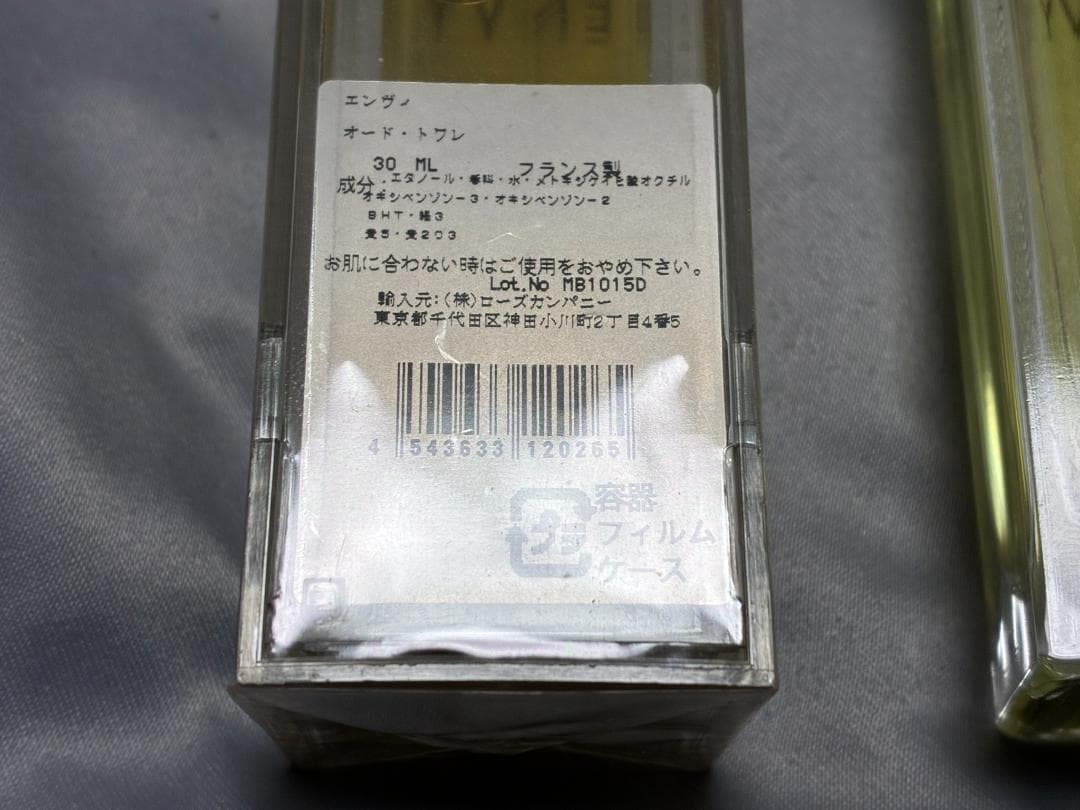 エンヴィ
オード・トワレ
30 ML フランス製
成分 . エタノール・香料・水・メトキシケイヒ酸オクチル
オキシベンゾン-3・オキシベンゾン-2
BHT・緑3
黄5・黄203
お肌に合わない時はご使用をおやめ下さい。
Lot.No MB1015D
輸入元:(株)ローズカンパニー
東京都千代田区神田小川町2丁目4番5
4 543633 120265
プラ
容器
フィルム
ケース